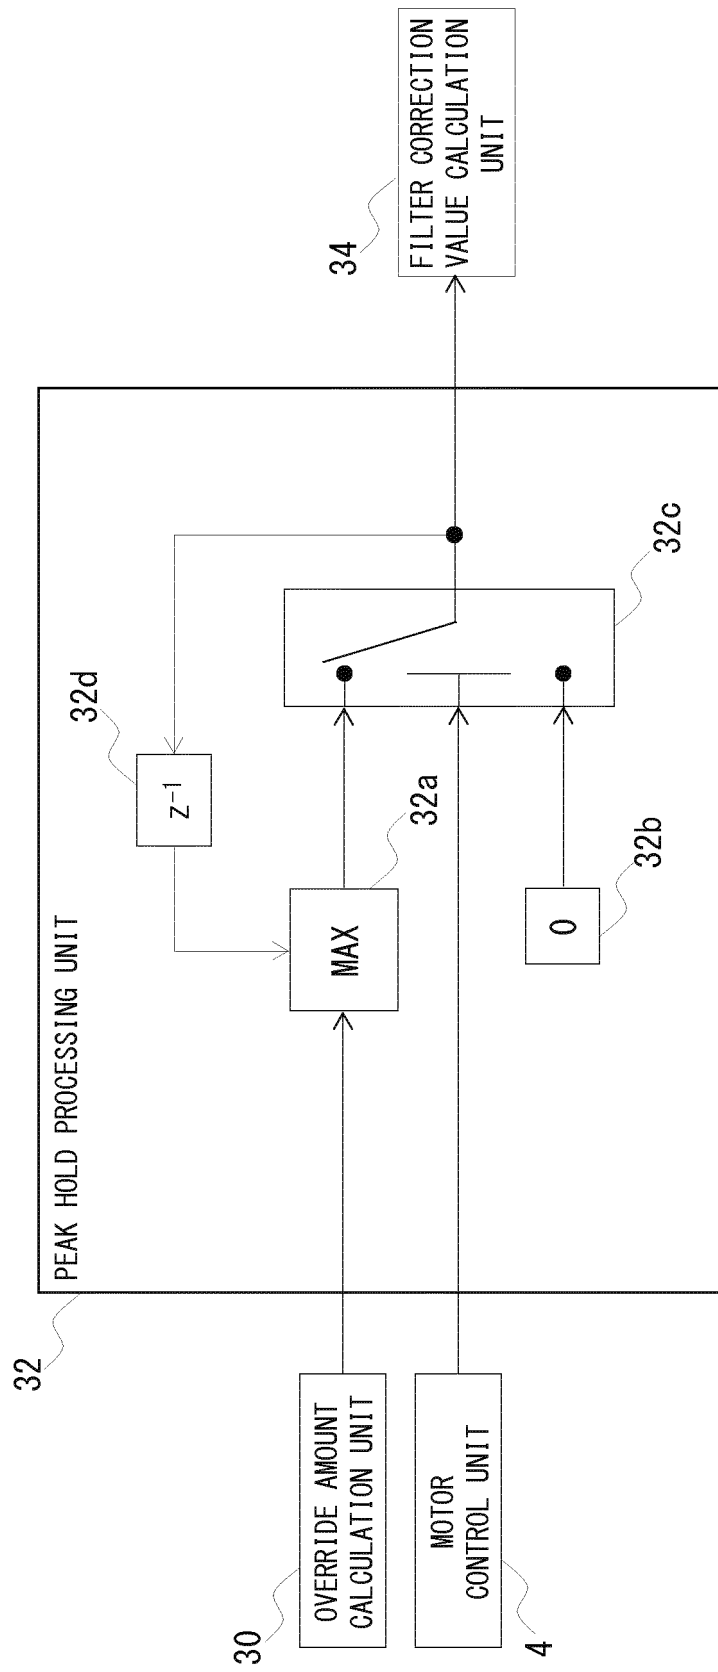 32
PEAK HOLD PROCESSING UNIT
32d
z⁻¹
30
OVERRIDE AMOUNT
CALCULATION UNIT
MAX
32a
34
FILTER CORRECTION
VALUE CALCULATION
UNIT
4
MOTOR
CONTROL UNIT
0
32b
32c